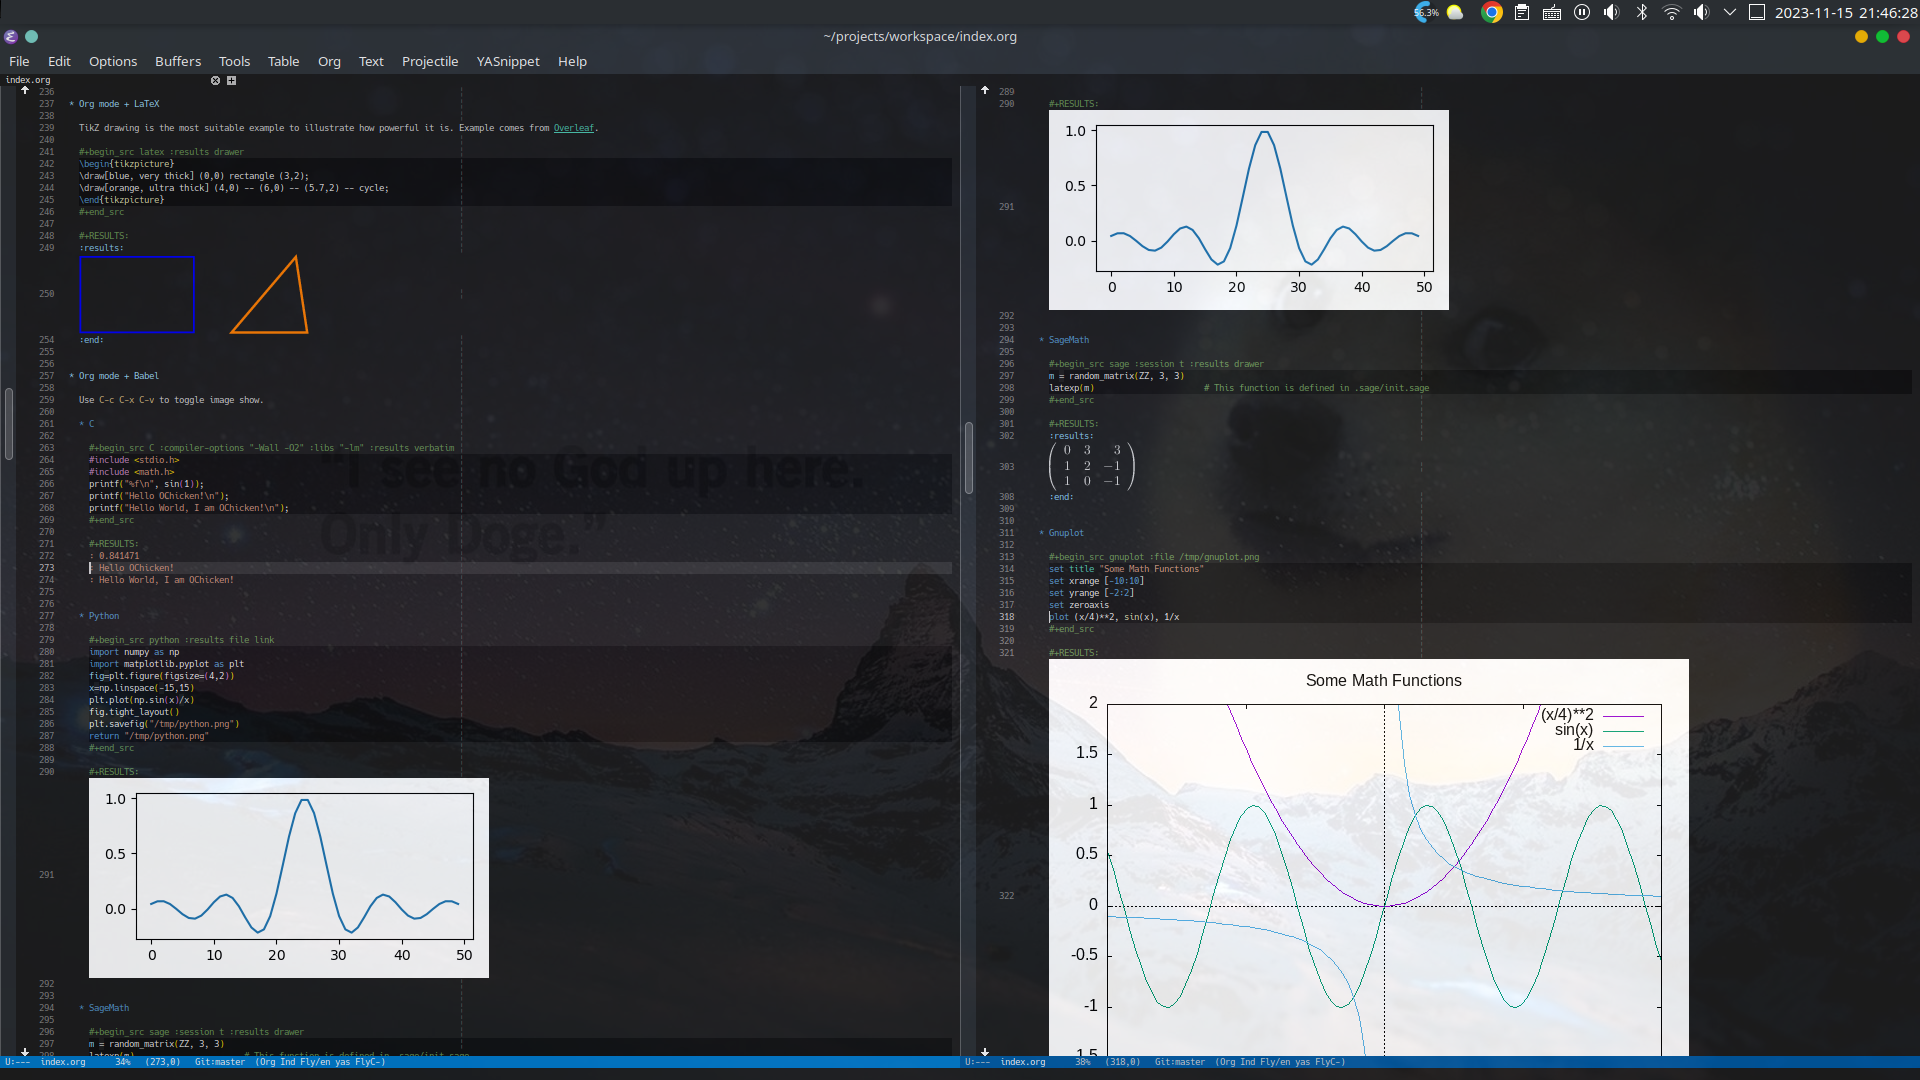 56.3%
2023-11-15 21:46:28
~/projects/workspace/index.org
File Edit Options Buffers Tools Table Org Text Projectile YASnippet Help
index.org
236
237 * Org mode + LaTeX
238
239 TikZ drawing is the most suitable example to illustrate how powerful it is. Example comes from Overleaf.
240
241 #+begin_src latex :results drawer
242 \begin{tikzpicture}
243 \draw[blue, very thick] (0,0) rectangle (3,2);
244 \draw[orange, ultra thick] (4,0) -- (6,0) -- (5.7,2) -- cycle;
245 \end{tikzpicture}
246 #+end_src
247
248 #+RESULTS:
249 :results:
250
254 :end:
255
256
257 * Org mode + Babel
258
259 Use C-c C-x C-v to toggle image show.
260
261 * C
262
263 #+begin_src C :compiler-options "-Wall -O2" :libs "-lm" :results verbatim
264 #include <stdio.h>
265 #include <math.h>
266 printf("%f\n", sin(1));
267 printf("Hello OChicken!\n");
268 printf("Hello World, I am OChicken!\n");
269 #+end_src
270
271 #+RESULTS:
272 : 0.841471
273 : Hello OChicken!
274 : Hello World, I am OChicken!
275
276
277 * Python
278
279 #+begin_src python :results file link
280 import numpy as np
281 import matplotlib.pyplot as plt
282 fig=plt.figure(figsize=(4,2))
283 x=np.linspace(-15,15)
284 plt.plot(np.sin(x)/x)
285 fig.tight_layout()
286 plt.savefig("/tmp/python.png")
287 return "/tmp/python.png"
288 #+end_src
289
290 #+RESULTS:
1.0
0.5
291
0.0
0 10 20 30 40 50
292
293
294 * SageMath
295
296 #+begin_src sage :session t :results drawer
297 m = random_matrix(ZZ, 3, 3)
298 latexp(m) # This function is defined in .sage/init.sage
"I see no God up here.
Only Doge."
U:--- index.org 34% (273,0) Git:master (Org Ind Fly/en yas FlyC-)
289
290 #+RESULTS:
1.0
0.5
291
0.0
0 10 20 30 40 50
292
293
294 * SageMath
295
296 #+begin_src sage :session t :results drawer
297 m = random_matrix(ZZ, 3, 3)
298 latexp(m) # This function is defined in .sage/init.sage
299 #+end_src
300
301 #+RESULTS:
302 :results:
0 3 3
303 1 2 −1
1 0 −1
308 :end:
309
310
311 * Gnuplot
312
313 #+begin_src gnuplot :file /tmp/gnuplot.png
314 set title "Some Math Functions"
315 set xrange [-10:10]
316 set yrange [-2:2]
317 set zeroaxis
318 plot (x/4)**2, sin(x), 1/x
319 #+end_src
320
321 #+RESULTS:
Some Math Functions
2
(x/4)**2
sin(x)
1/x
1.5
1
0.5
322
0
-0.5
-1
-1.5
U:--- index.org 38% (318,0) Git:master (Org Ind Fly/en yas FlyC-)